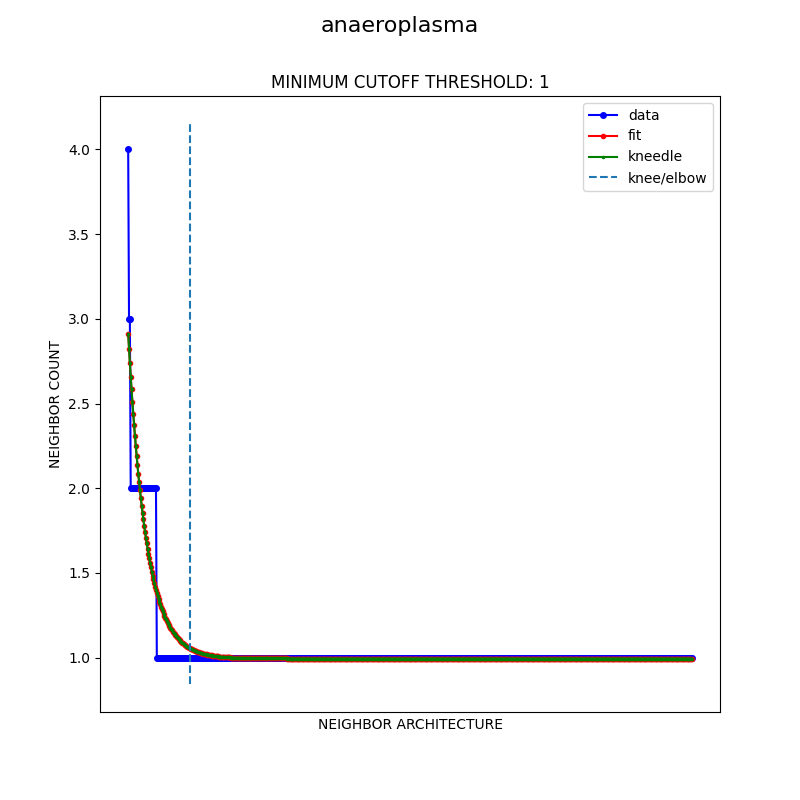 anaeroplasma
MINIMUM CUTOFF THRESHOLD: 1
data
fit
kneedle
knee/elbow
4.0
3.5
3.0
2.5
2.0
1.5
1.0
NEIGHBOR COUNT
NEIGHBOR ARCHITECTURE